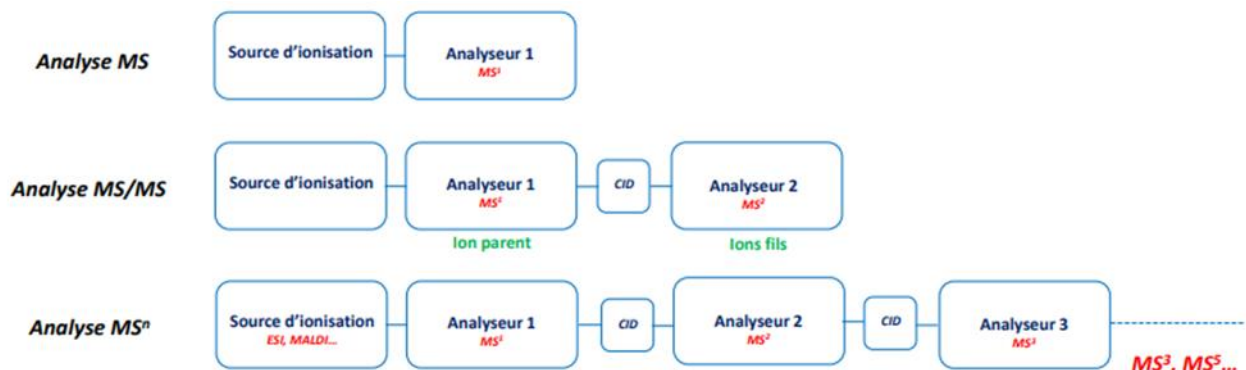 Analyse MS
Source d'ionisation
Analyseur 1
MS¹
Analyse MS/MS
Source d'ionisation
Analyseur 1
MS¹
CID
Analyseur 2
MS²
Ion parent
Ions fils
Analyse MSⁿ
Source d'ionisation
ESI, MALDI...
Analyseur 1
MS¹
CID
Analyseur 2
MS²
CID
Analyseur 3
MS³
MS³, MS⁵...